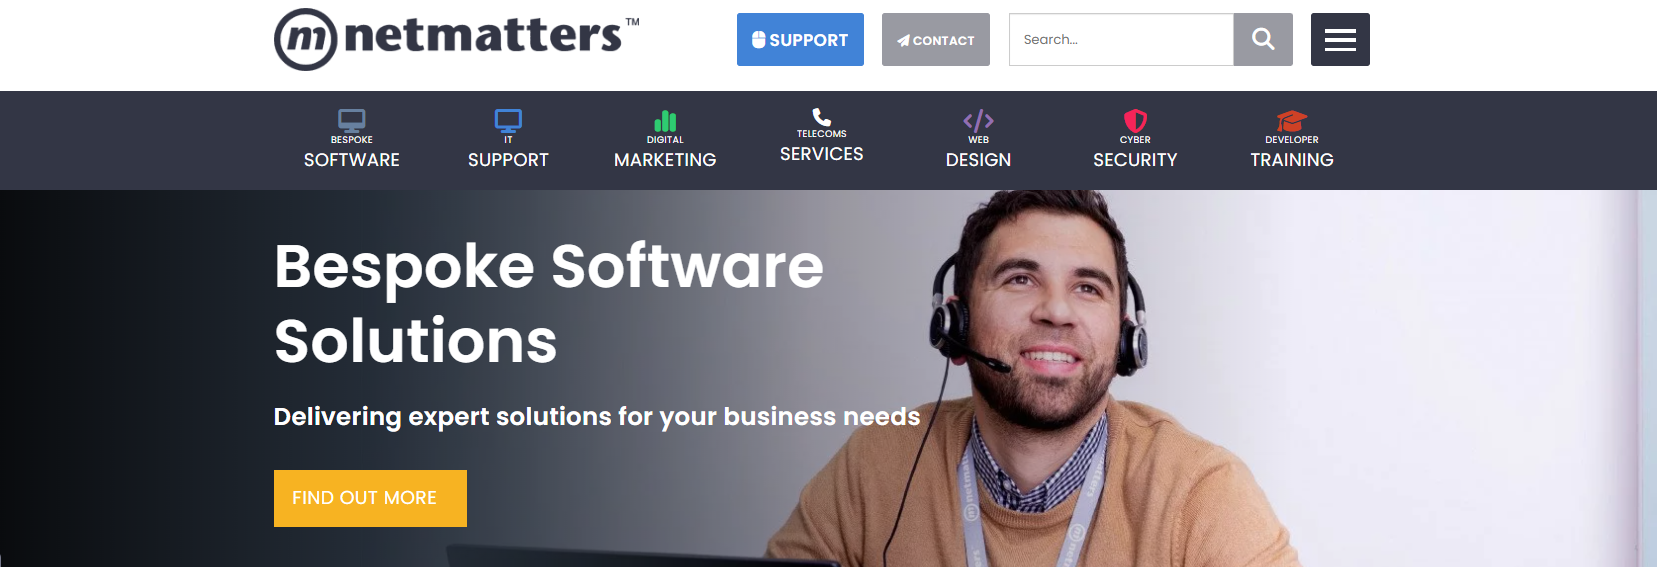 m netmatters™
SUPPORT
CONTACT
Search...
BESPOKE
SOFTWARE
IT
SUPPORT
DIGITAL
MARKETING
TELECOMS
SERVICES
WEB
DESIGN
CYBER
SECURITY
DEVELOPER
TRAINING
Bespoke Software
Solutions
Delivering expert solutions for your business needs
FIND OUT MORE
m netmatters